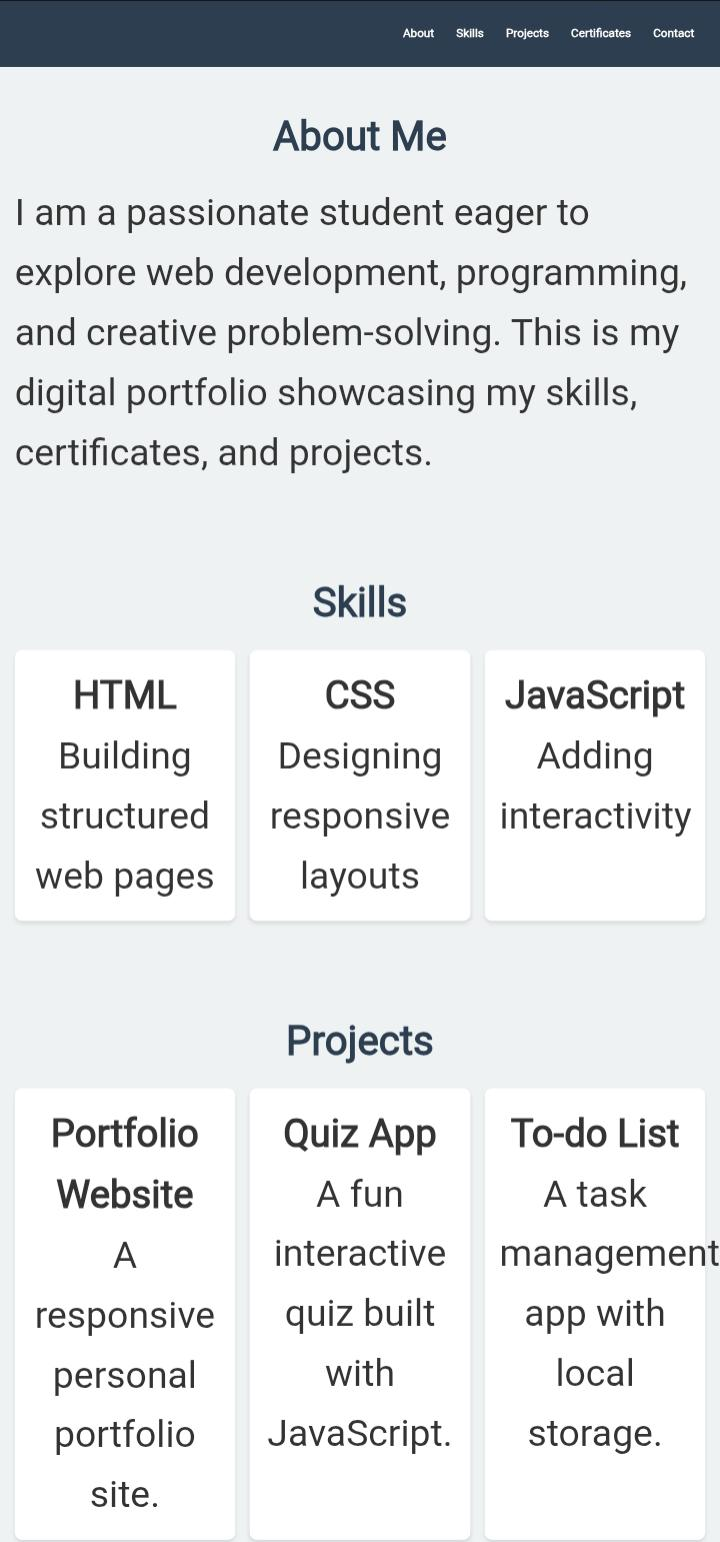 About Skills Projects Certificates Contact
About Me
I am a passionate student eager to
explore web development, programming,
and creative problem-solving. This is my
digital portfolio showcasing my skills,
certificates, and projects.
Skills
HTML
Building
structured
web pages
CSS
Designing
responsive
layouts
JavaScript
Adding
interactivity
Projects
Portfolio
Website
A
responsive
personal
portfolio
site.
Quiz App
A fun
interactive
quiz built
with
JavaScript.
To-do List
A task
management
app with
local
storage.